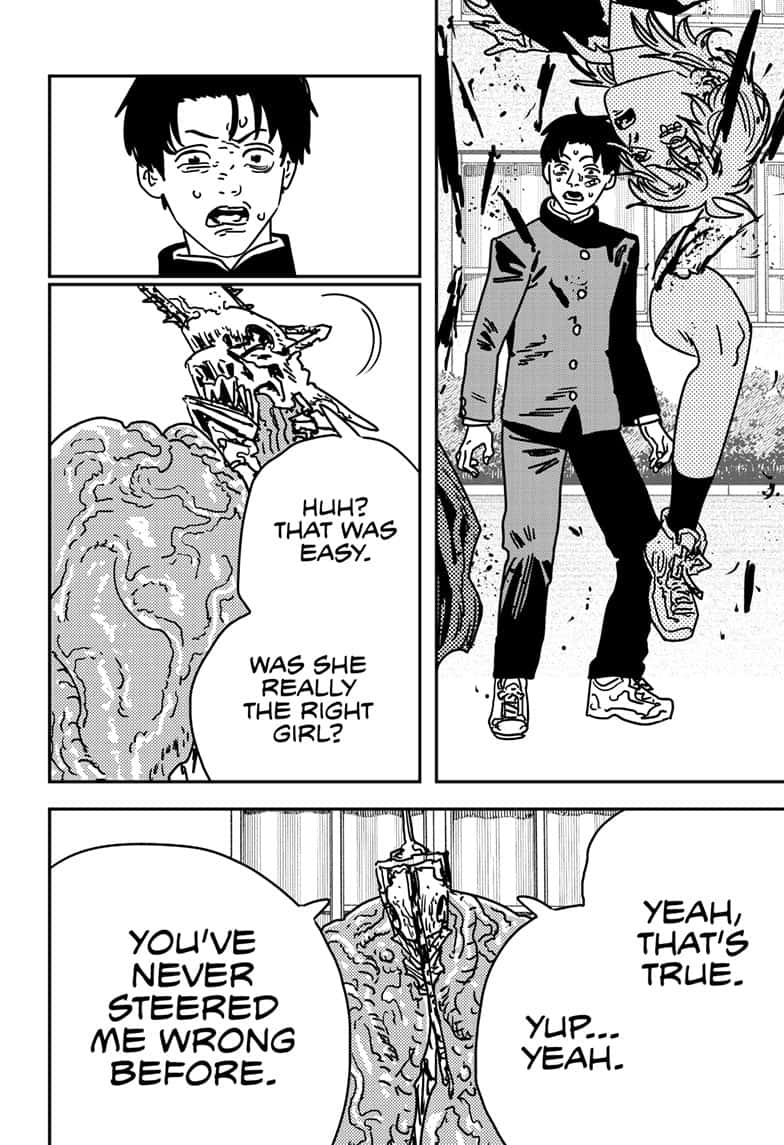 HUH?
THAT WAS
EASY.
WAS SHE
REALLY
THE RIGHT
GIRL?
YEAH,
THAT'S
TRUE.
YUP...
YEAH.
YOU'VE
NEVER
STEERED
ME WRONG
BEFORE.